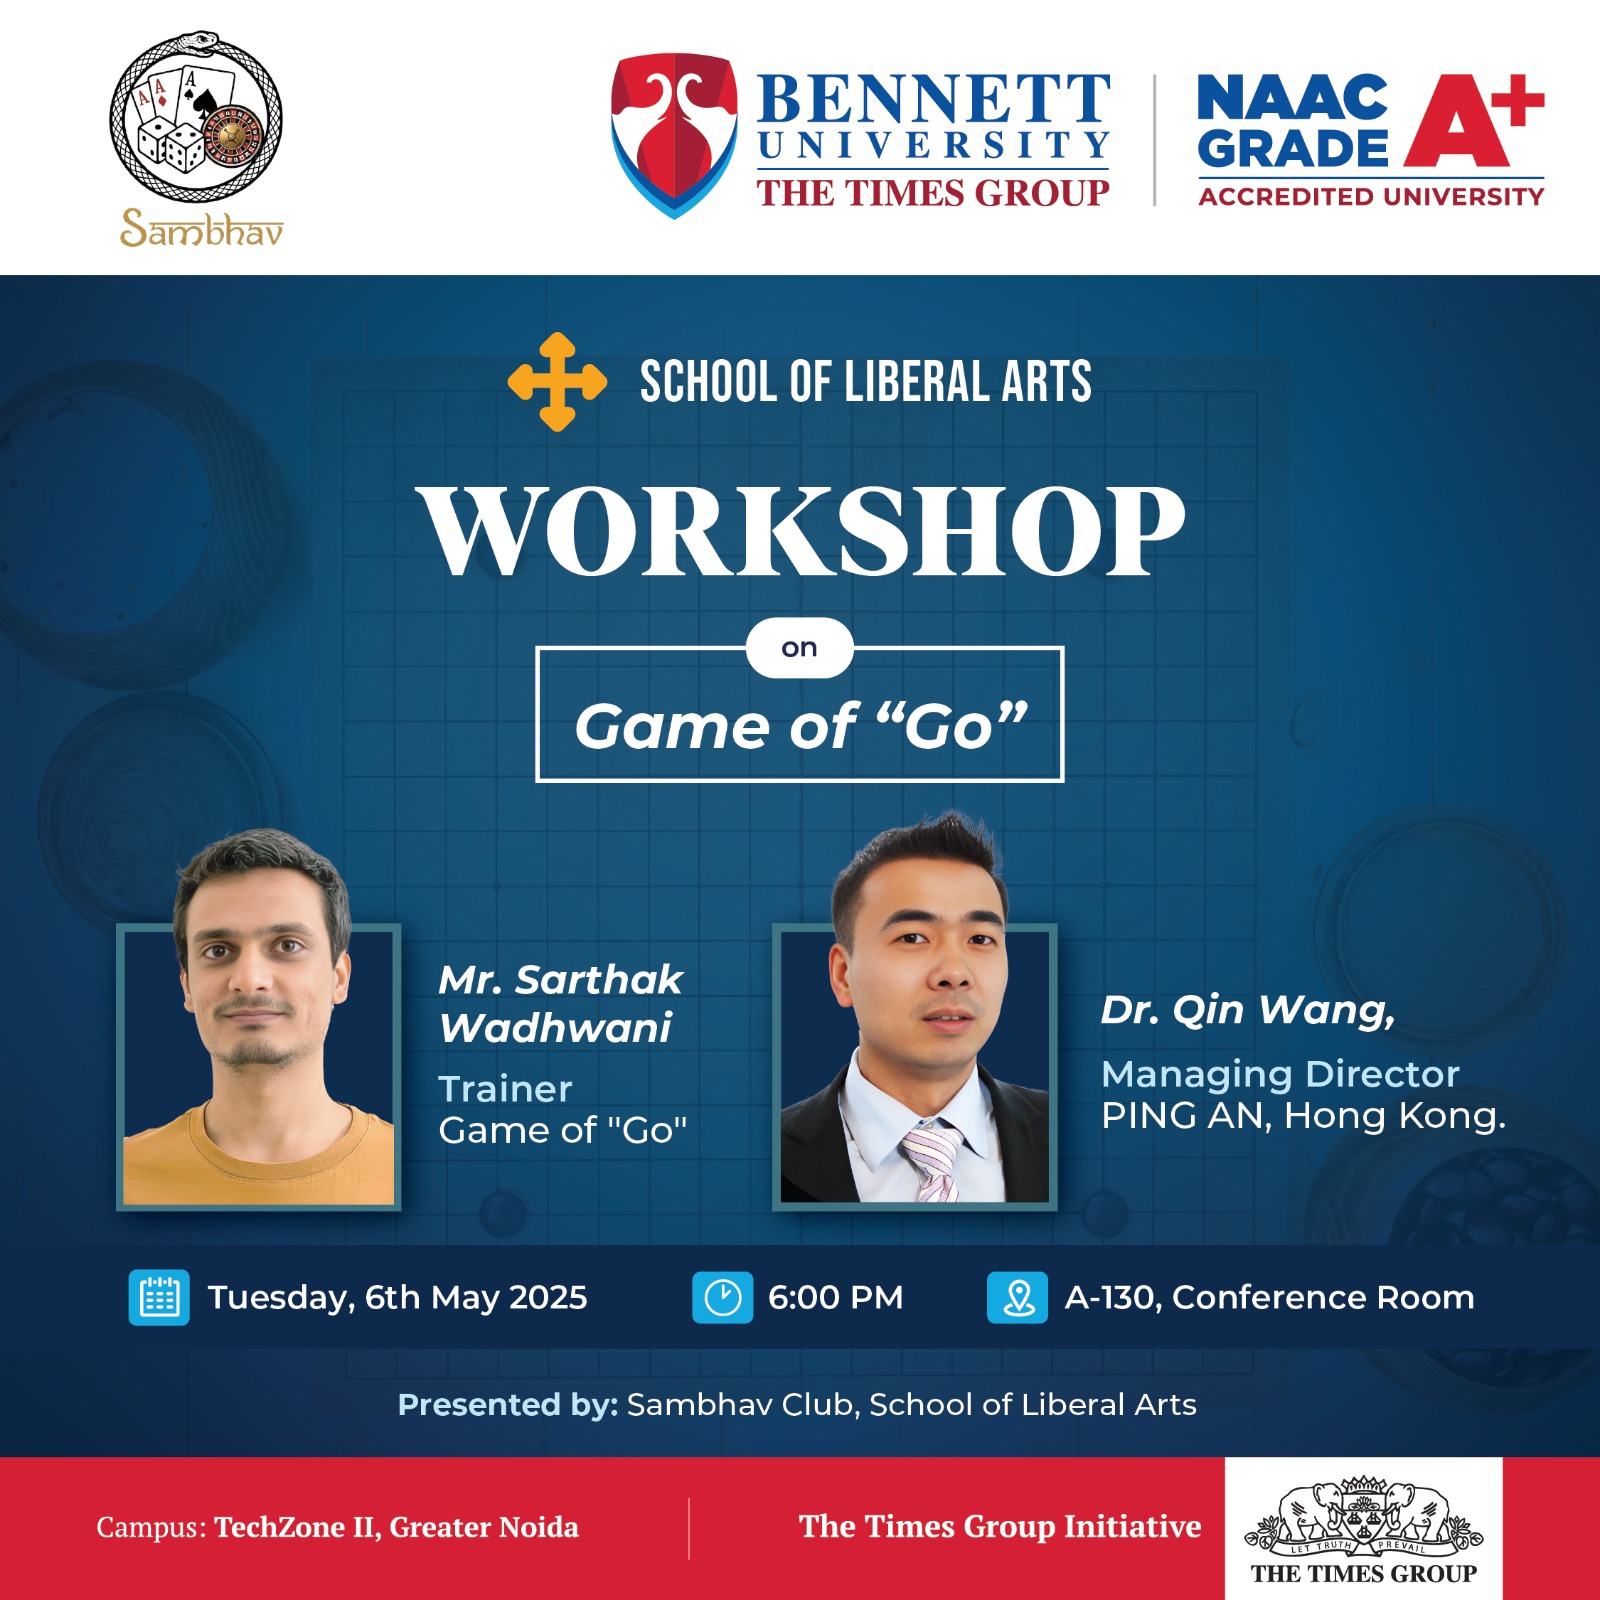 Sambhav
BENNETT
UNIVERSITY
THE TIMES GROUP
NAAC
GRADE A+
ACCREDITED UNIVERSITY
SCHOOL OF LIBERAL ARTS
WORKSHOP
on
Game of “Go”
Mr. Sarthak
Wadhwani
Trainer
Game of "Go"
Dr. Qin Wang,
Managing Director
PING AN, Hong Kong.
Tuesday, 6th May 2025
6:00 PM
A-130, Conference Room
Presented by: Sambhav Club, School of Liberal Arts
Campus: TechZone II, Greater Noida
The Times Group Initiative
LET TRUTH PREVAIL
THE TIMES GROUP